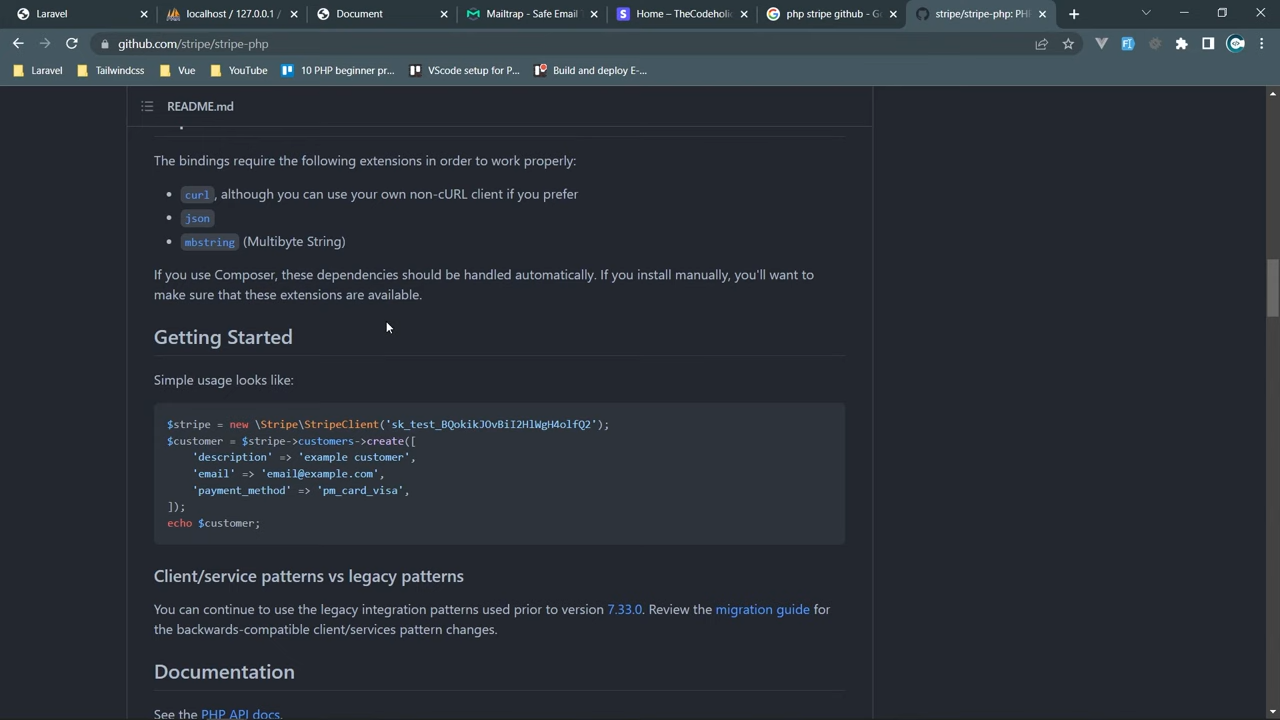 Laravel
localhost / 127.0.0.1 /
Document
Mailtrap - Safe Email
Home – TheCodeholic
php stripe github - G
stripe/stripe-php: PH
github.com/stripe/stripe-php
Laravel
Tailwindcss
Vue
YouTube
10 PHP beginner pr...
VScode setup for P...
Build and deploy E-...
README.md
The bindings require the following extensions in order to work properly:
• curl, although you can use your own non-cURL client if you prefer
• json
• mbstring (Multibyte String)
If you use Composer, these dependencies should be handled automatically. If you install manually, you'll want to
make sure that these extensions are available.
Getting Started
Simple usage looks like:
$stripe = new \Stripe\StripeClient('sk_test_BQokikJOvBiI2HlWgH4olfQ2');
$customer = $stripe->customers->create([
'description' => 'example customer',
'email' => 'email@example.com',
'payment_method' => 'pm_card_visa',
]);
echo $customer;
Client/service patterns vs legacy patterns
You can continue to use the legacy integration patterns used prior to version 7.33.0. Review the migration guide for
the backwards-compatible client/services pattern changes.
Documentation
See the PHP API docs.